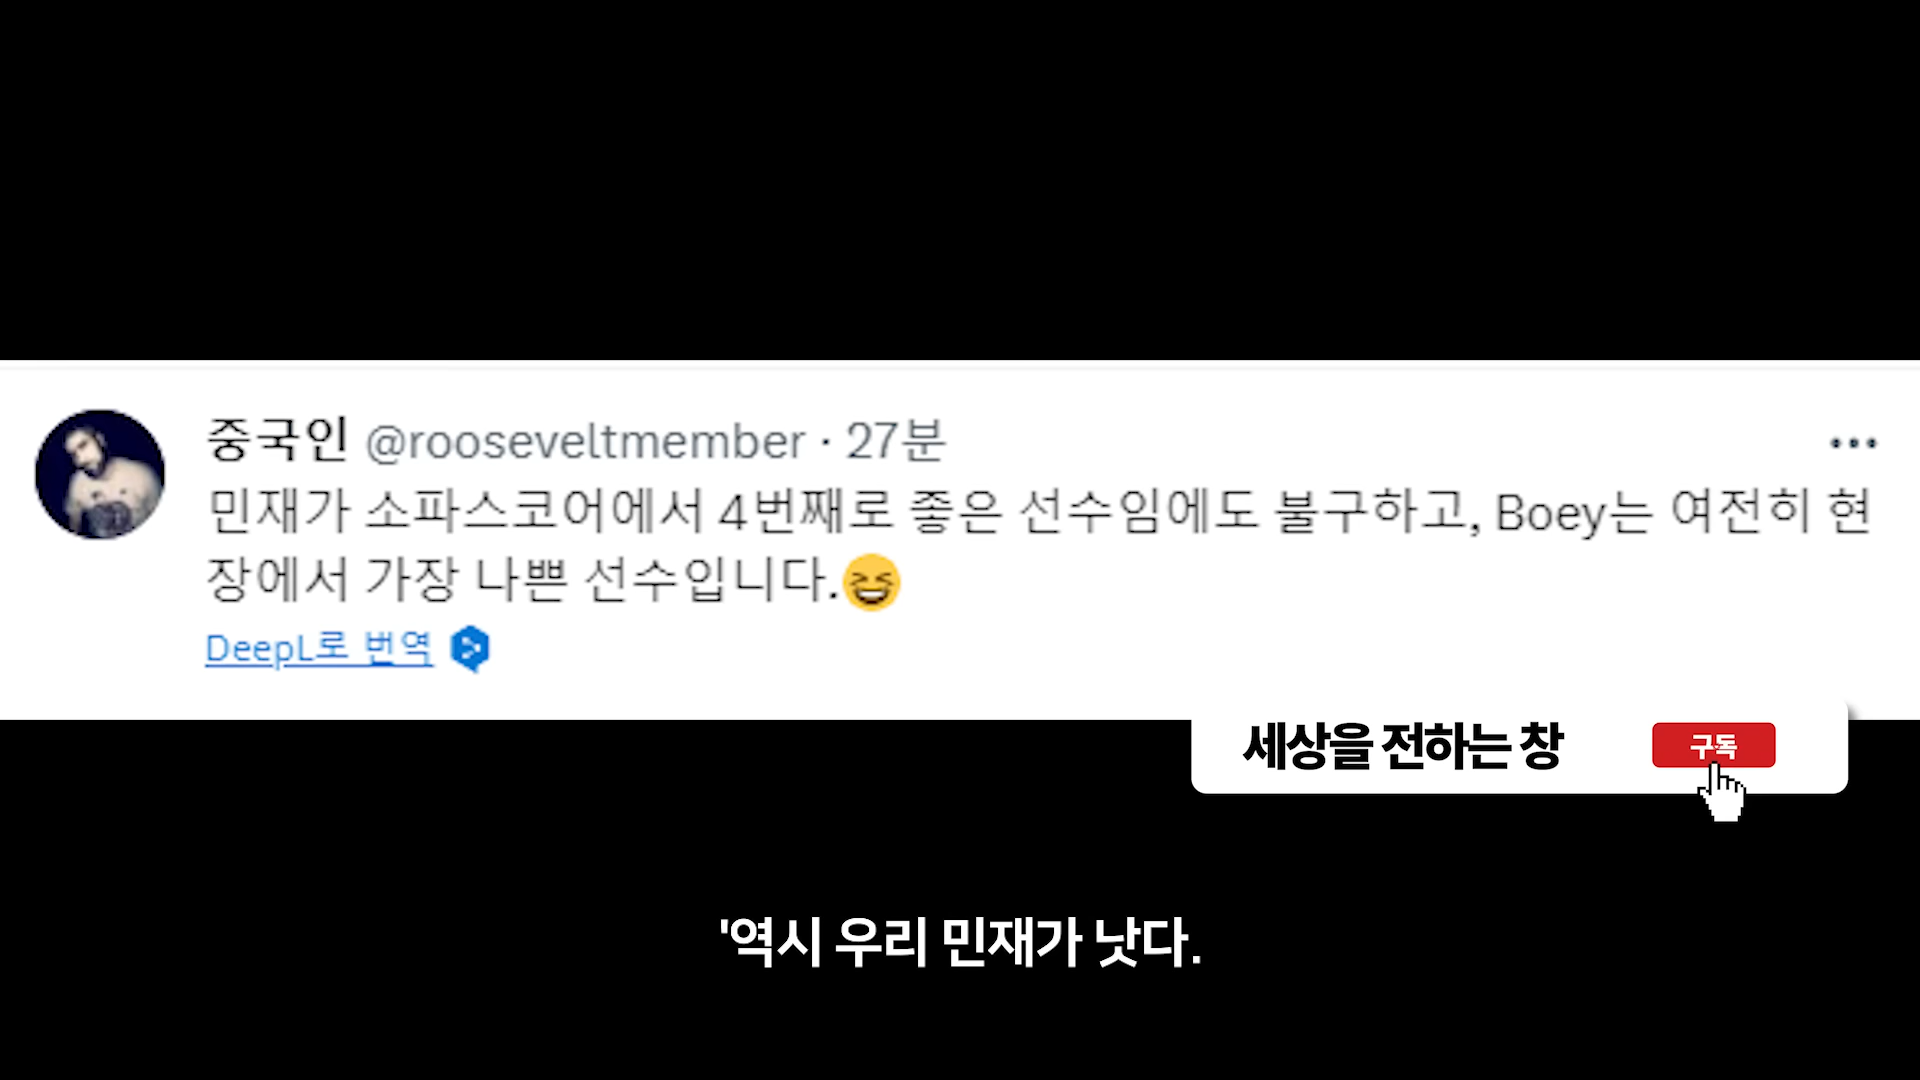 중국인 @rooseveltmember · 27분
민재가 소파스코어에서 4번째로 좋은 선수임에도 불구하고, Boey는 여전히 현
장에서 가장 나쁜 선수입니다.😆
DeepL로 번역
세상을 전하는 창
구독
'역시 우리 민재가 낫다.